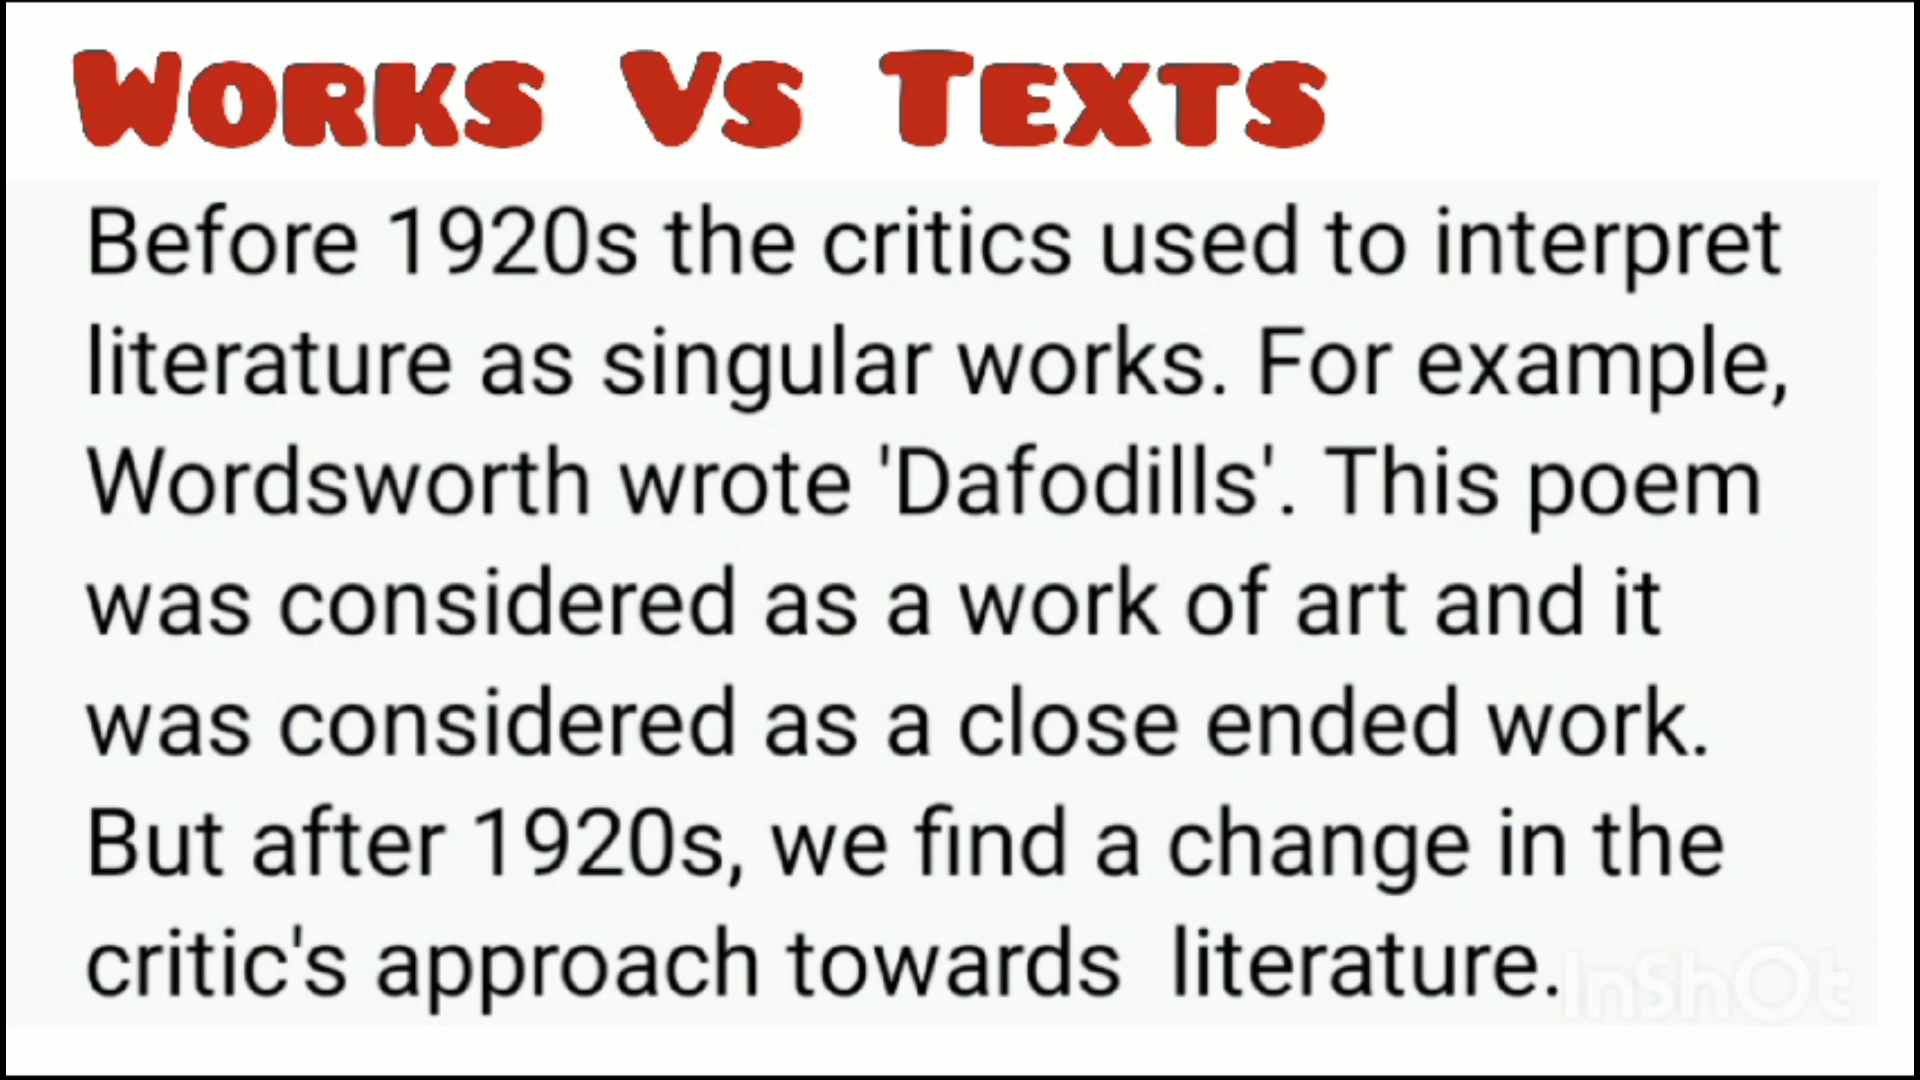 Works Vs Texts
Before 1920s the critics used to interpret
literature as singular works. For example,
Wordsworth wrote 'Dafodills'. This poem
was considered as a work of art and it
was considered as a close ended work.
But after 1920s, we find a change in the
critic's approach towards literature.
InShOt